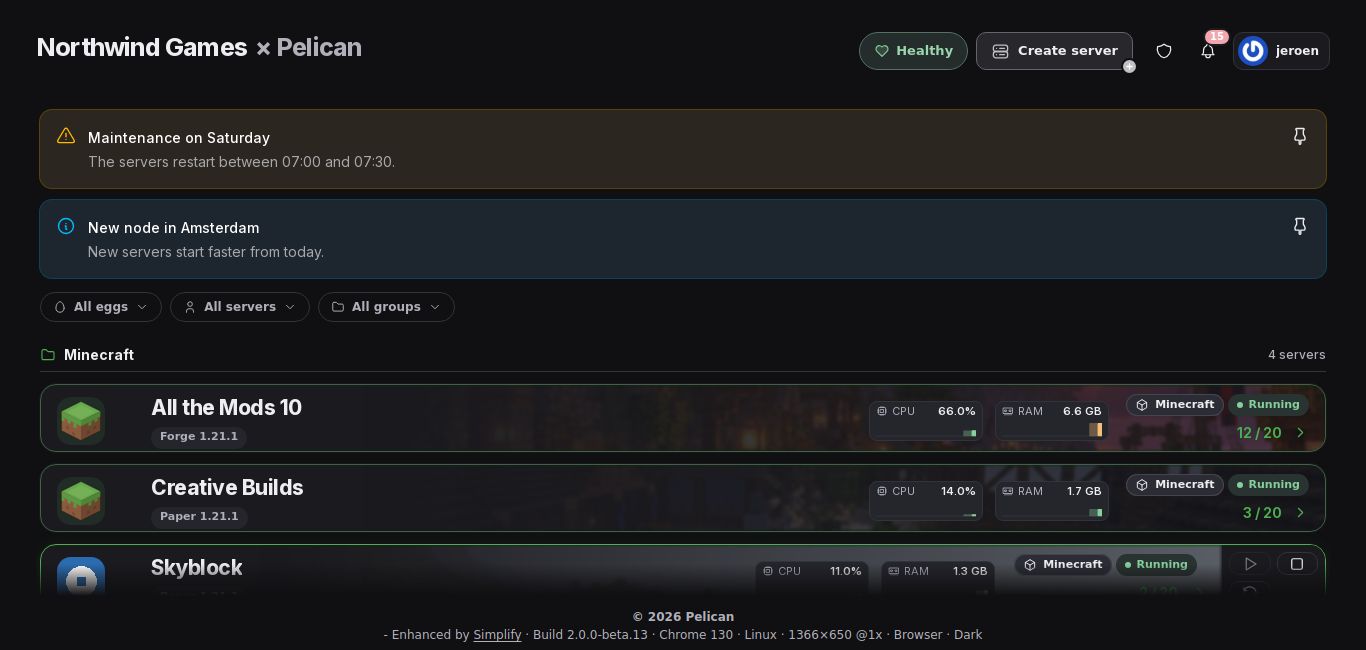 Northwind Games × Pelican
Healthy
Create server
15
jeroen
Maintenance on Saturday
The servers restart between 07:00 and 07:30.
New node in Amsterdam
New servers start faster from today.
All eggs
All servers
All groups
Minecraft
4 servers
All the Mods 10
Forge 1.21.1
CPU 66.0%
RAM 6.6 GB
Minecraft
Running
12 / 20
Creative Builds
Paper 1.21.1
CPU 14.0%
RAM 1.7 GB
Minecraft
Running
3 / 20
Skyblock
CPU 11.0%
RAM 1.3 GB
Minecraft
Running
© 2026 Pelican
- Enhanced by Simplify · Build 2.0.0-beta.13 · Chrome 130 · Linux · 1366×650 @1x · Browser · Dark